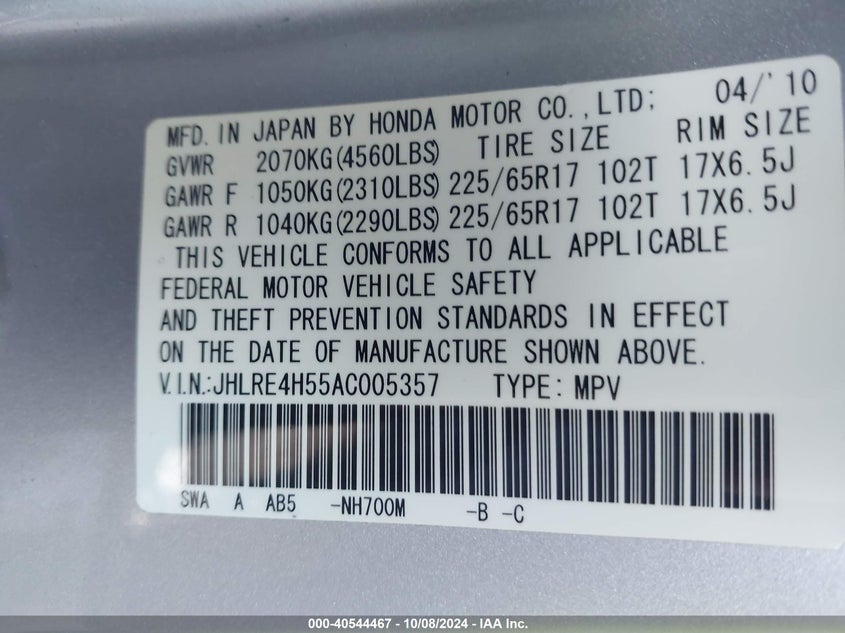 MFD. IN JAPAN BY HONDA MOTOR CO., LTD; 04/'10
GVWR 2070KG(4560LBS) TIRE SIZE RIM SIZE
GAWR F 1050KG(2310LBS) 225/65R17 102T 17X6.5J
GAWR R 1040KG(2290LBS) 225/65R17 102T 17X6.5J
THIS VEHICLE CONFORMS TO ALL APPLICABLE
FEDERAL MOTOR VEHICLE SAFETY
AND THEFT PREVENTION STANDARDS IN EFFECT
ON THE DATE OF MANUFACTURE SHOWN ABOVE.
V.I.N.:JHLRE4H55AC005357 TYPE: MPV
SWA A AB5 -NH700M -B -C
000-40544467 - 10/08/2024 - IAA Inc.